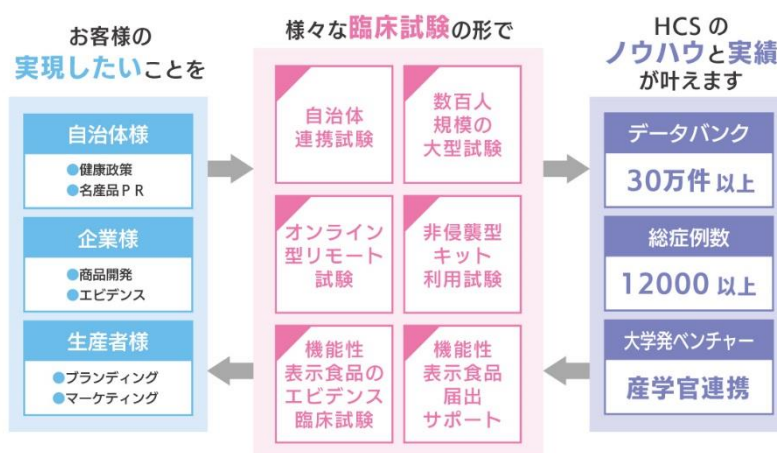 お客様の
実現したいことを
自治体様
●健康政策
●名産品PR
企業様
●商品開発
●エビデンス
生産者様
●ブランディング
●マーケティング
様々な臨床試験の形で
自治体
連携試験
数百人
規模の
大型試験
オンライン
型リモート
試験
非侵襲型
キット
利用試験
機能性
表示食品の
エビデンス
臨床試験
機能性
表示食品
届出
サポート
HCSの
ノウハウと実績
が叶えます
データバンク
30万件以上
総症例数
12000以上
大学発ベンチャー
産学官連携